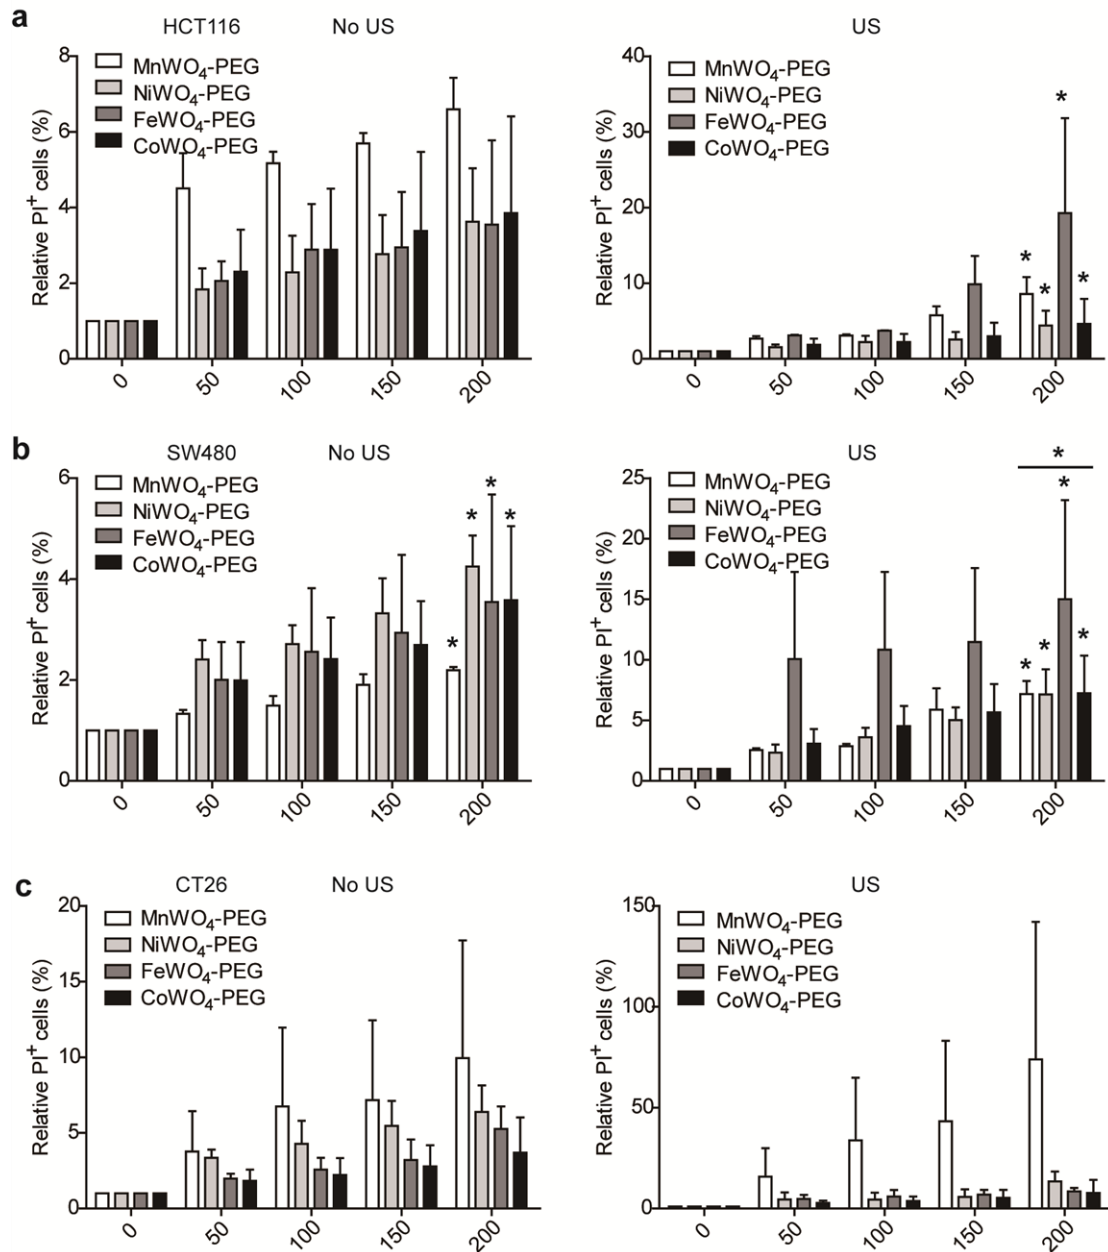 a
HCT116 No US
US
Relative PI⁺ cells (%)
8
6
4
2
0
MnWO₄-PEG
NiWO₄-PEG
FeWO₄-PEG
CoWO₄-PEG
0 50 100 150 200
Relative PI⁺ cells (%)
40
30
20
10
0
MnWO₄-PEG
NiWO₄-PEG
FeWO₄-PEG
CoWO₄-PEG
* * * *
0 50 100 150 200
b
SW480 No US
US
Relative PI⁺ cells (%)
6
4
2
0
MnWO₄-PEG
NiWO₄-PEG
FeWO₄-PEG
CoWO₄-PEG
* * * *
0 50 100 150 200
Relative PI⁺ cells (%)
25
20
15
10
5
0
MnWO₄-PEG
NiWO₄-PEG
FeWO₄-PEG
CoWO₄-PEG
*
* * * *
0 50 100 150 200
c
CT26 No US
US
Relative PI⁺ cells (%)
20
15
10
5
0
MnWO₄-PEG
NiWO₄-PEG
FeWO₄-PEG
CoWO₄-PEG
0 50 100 150 200
Relative PI⁺ cells (%)
150
100
50
0
MnWO₄-PEG
NiWO₄-PEG
FeWO₄-PEG
CoWO₄-PEG
0 50 100 150 200